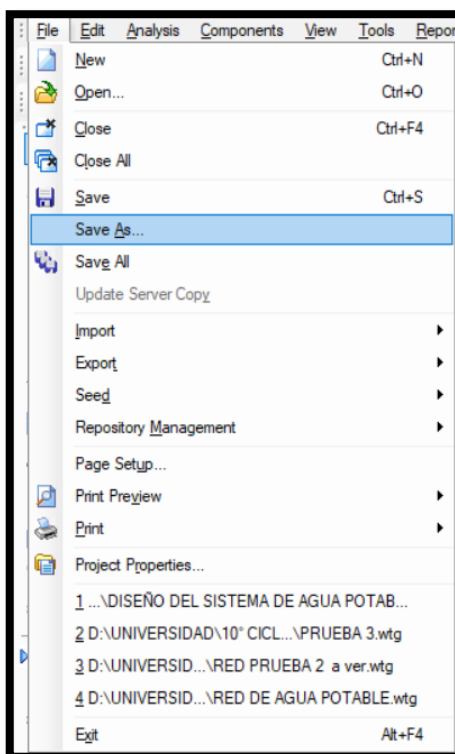 File Edit Analysis Components View Tools Repor
New Ctrl+N
Open... Ctrl+O
Close Ctrl+F4
Close All
Save Ctrl+S
Save As...
Save All
Update Server Copy
Import
Export
Seed
Repository Management
Page Setup...
Print Preview
Print
Project Properties...
1 ...\DISEÑO DEL SISTEMA DE AGUA POTAB...
2 D:\UNIVERSIDAD\10° CICL...\PRUEBA 3.wtg
3 D:\UNIVERSID...\RED PRUEBA 2 a ver.wtg
4 D:\UNIVERSID...\RED DE AGUA POTABLE.wtg
Exit Alt+F4